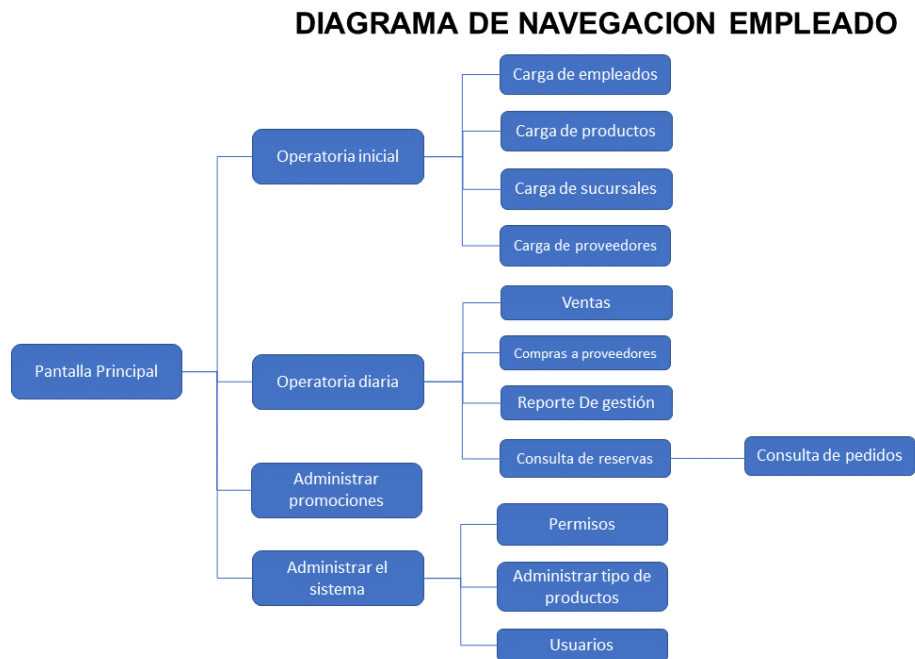 DIAGRAMA DE NAVEGACION EMPLEADO
Carga de empleados
Carga de productos
Operatoria inicial
Carga de sucursales
Carga de proveedores
Ventas
Compras a proveedores
Pantalla Principal
Operatoria diaria
Reporte De gestión
Consulta de reservas
Consulta de pedidos
Administrar
promociones
Permisos
Administrar el
sistema
Administrar tipo de
productos
Usuarios